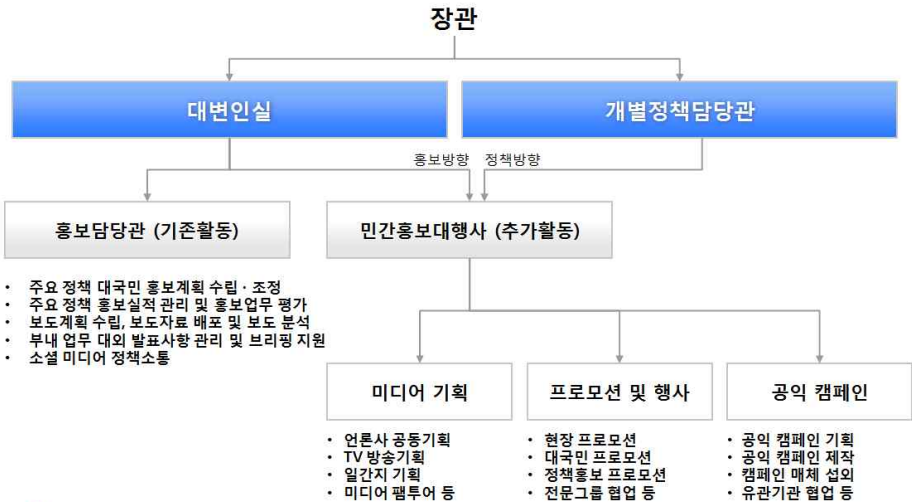 장관
대변인실
개별정책담당관
홍보방향
정책방향
홍보담당관 (기존활동)
민간홍보대행사 (추가활동)
• 주요 정책 대국민 홍보계획 수립 · 조정
• 주요 정책 홍보실적 관리 및 홍보업무 평가
• 보도계획 수립, 보도자료 배포 및 보도 분석
• 부내 업무 대외 발표사항 관리 및 브리핑 지원
• 소셜 미디어 정책소통
미디어 기획
프로모션 및 행사
공익 캠페인
• 언론사 공동기획
• TV 방송기획
• 일간지 기획
• 미디어 팸투어 등
• 현장 프로모션
• 대국민 프로모션
• 정책홍보 프로모션
• 전문그룹 협업 등
• 공익 캠페인 기획
• 공익 캠페인 제작
• 캠페인 매체 섭외
• 유관기관 협업 등